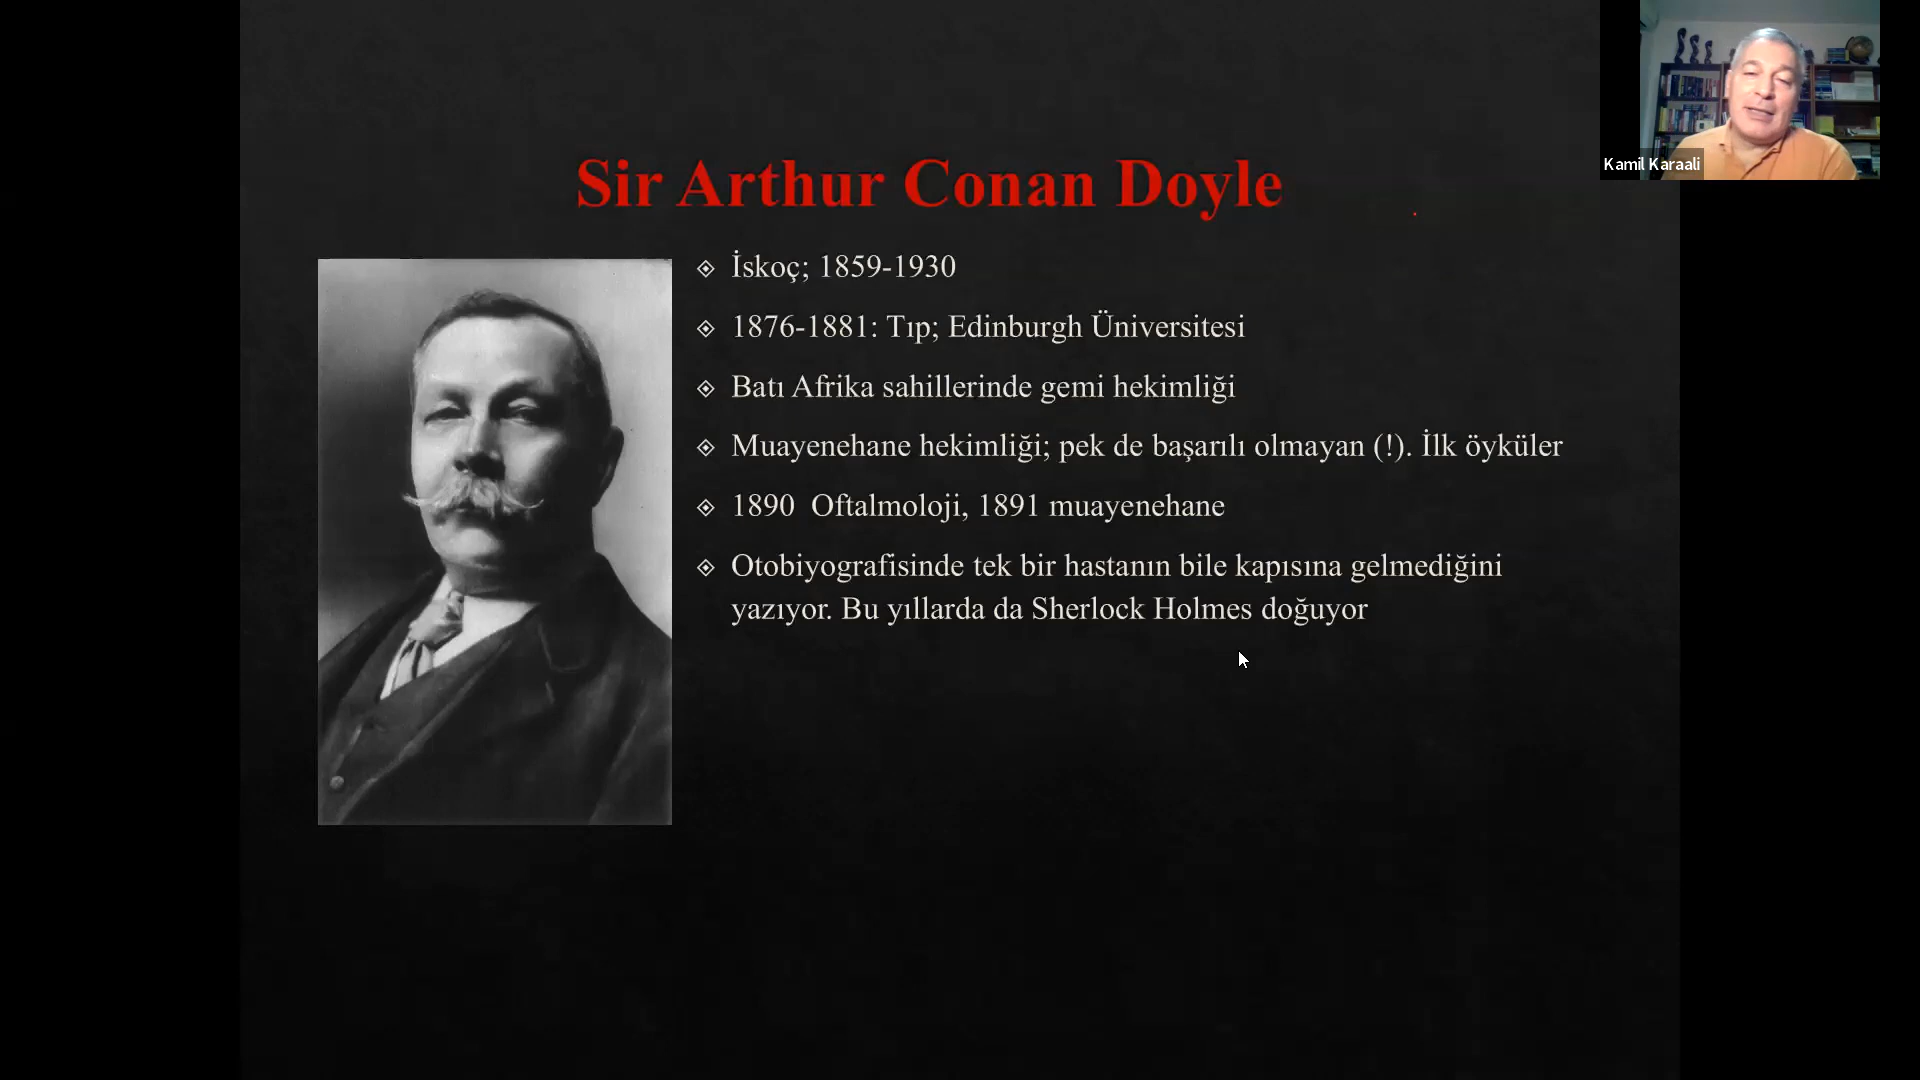 Kamil Karaali
Sir Arthur Conan Doyle
İskoç; 1859-1930
1876-1881: Tıp; Edinburgh Üniversitesi
Batı Afrika sahillerinde gemi hekimliği
Muayenehane hekimliği; pek de başarılı olmayan (!). İlk öyküler
1890  Oftalmoloji, 1891 muayenehane
Otobiyografisinde tek bir hastanın bile kapısına gelmediğini
yazıyor. Bu yıllarda da Sherlock Holmes doğuyor